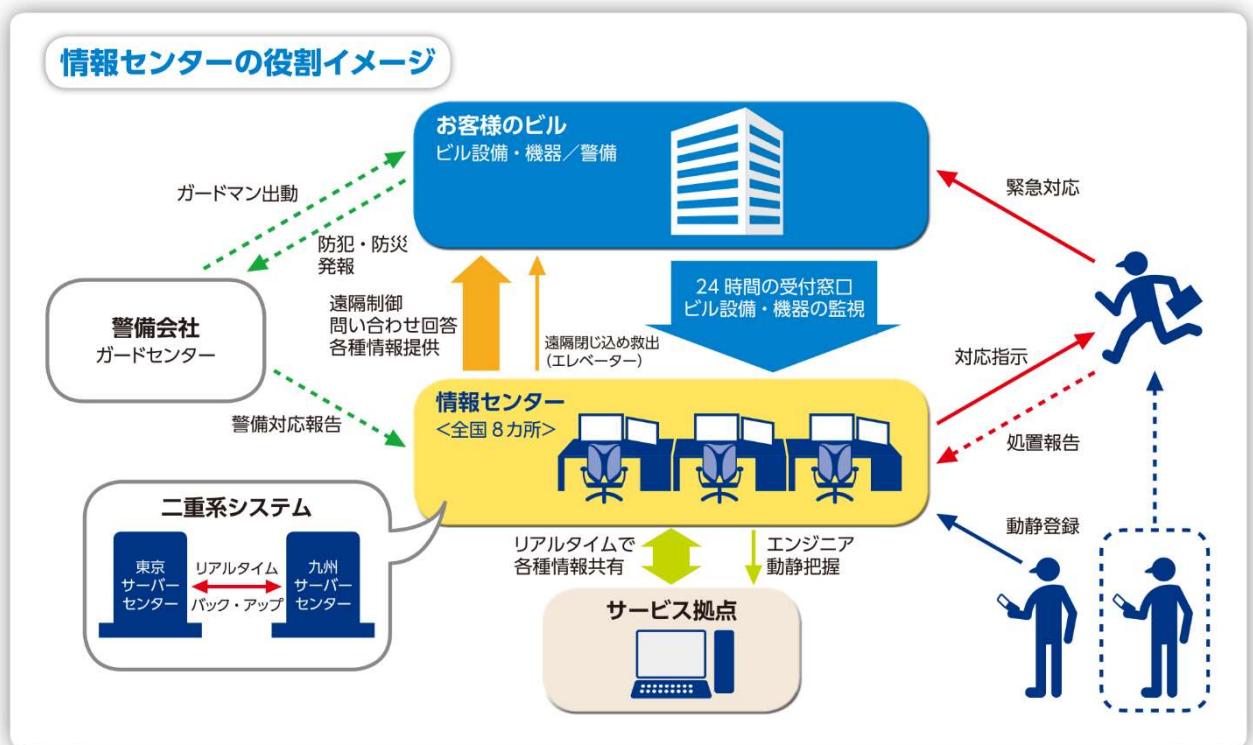 情報センターの役割イメージ
お客様のビル
ビル設備・機器／警備
ガードマン出動
緊急対応
防犯・防災
発報
24 時間の受付窓口
ビル設備・機器の監視
遠隔制御
問い合わせ回答
各種情報提供
警備会社
ガードセンター
遠隔閉じ込め救出
(エレベーター)
対応指示
情報センター
<全国 8 カ所>
警備対応報告
処置報告
二重系システム
動静登録
リアルタイムで
各種情報共有
エンジニア
動静把握
東京
サーバー
センター
リアルタイム
バック・アップ
九州
サーバー
センター
サービス拠点